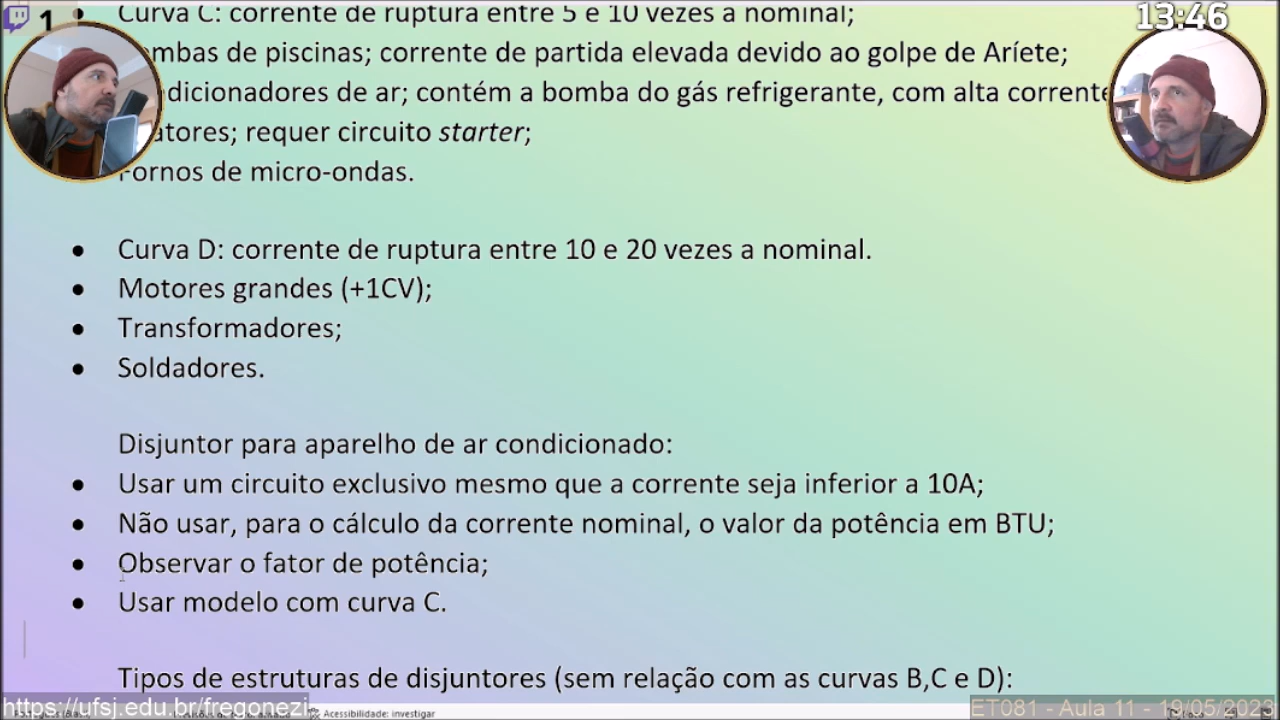 1
13:46
Curva C: corrente de ruptura entre 5 e 10 vezes a nominal;
mbas de piscinas; corrente de partida elevada devido ao golpe de Aríete;
dicionadores de ar; contém a bomba do gás refrigerante, com alta corrente
atores; requer circuito starter;
Fornos de micro-ondas.
• Curva D: corrente de ruptura entre 10 e 20 vezes a nominal.
• Motores grandes (+1CV);
• Transformadores;
• Soldadores.
Disjuntor para aparelho de ar condicionado:
• Usar um circuito exclusivo mesmo que a corrente seja inferior a 10A;
• Não usar, para o cálculo da corrente nominal, o valor da potência em BTU;
• Observar o fator de potência;
• Usar modelo com curva C.
Tipos de estruturas de disjuntores (sem relação com as curvas B,C e D):
https://ufsj.edu.br/fregonezi
Acessibilidade: investigar
ET081 - Aula 11 - 19/05/2023